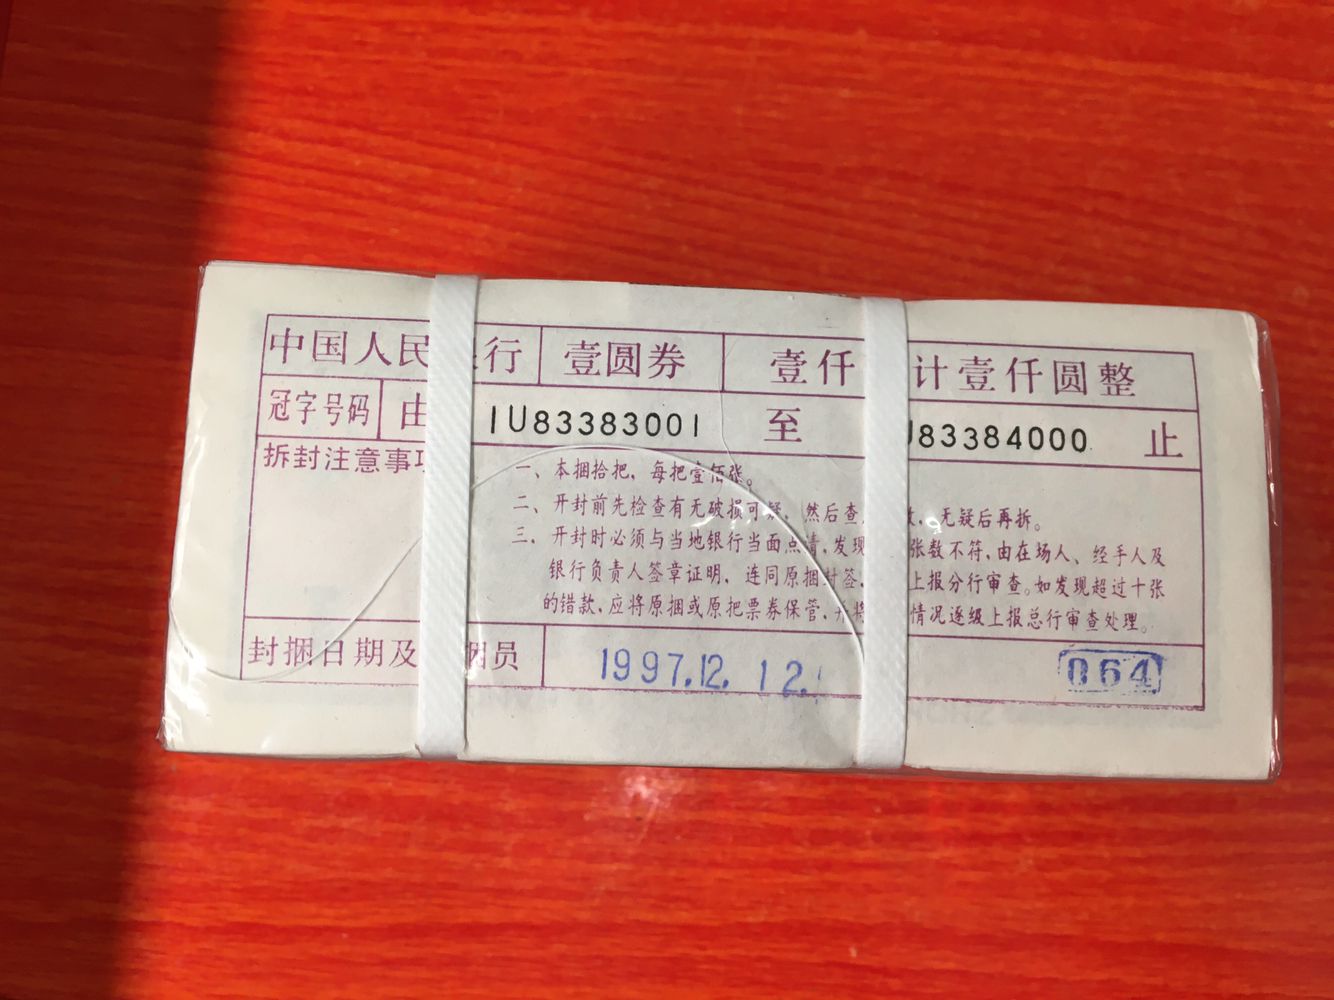 中国人民 行 壹圆券 壹仟 计壹仟圆整
冠字号码 由 IU83383001 至 U83384000 止
拆封注意事项
一、本捆拾把，每把壹佰张。
二、开封前先检查有无破损可疑，然后查 数，无疑后再拆。
三、开封时必须与当地银行当面点清，发现 张数不符，由在场人、经手人及
银行负责人签章证明，连同原捆封签， 上报分行审查。如发现超过十张
的错款，应将原捆或原把票券保管，并将 情况逐级上报总行审查处理。
封捆日期及 捆员 1997.12. 12. 064